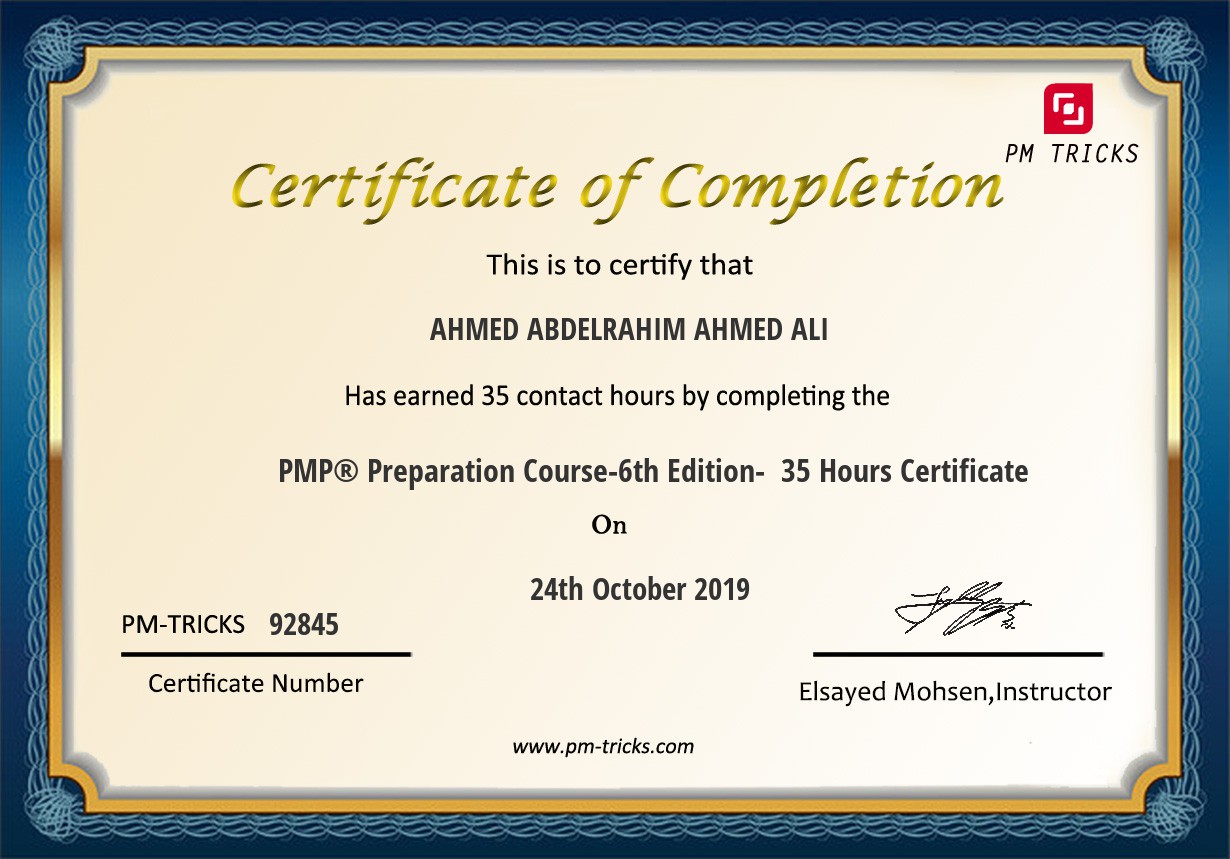 PM TRICKS
Certificate of Completion
This is to certify that
AHMED ABDELRAHIM AHMED ALI
Has earned 35 contact hours by completing the
PMP® Preparation Course-6th Edition-  35 Hours Certificate
On
24th October 2019
PM-TRICKS 92845
Certificate Number
Elsayed Mohsen,Instructor
www.pm-tricks.com